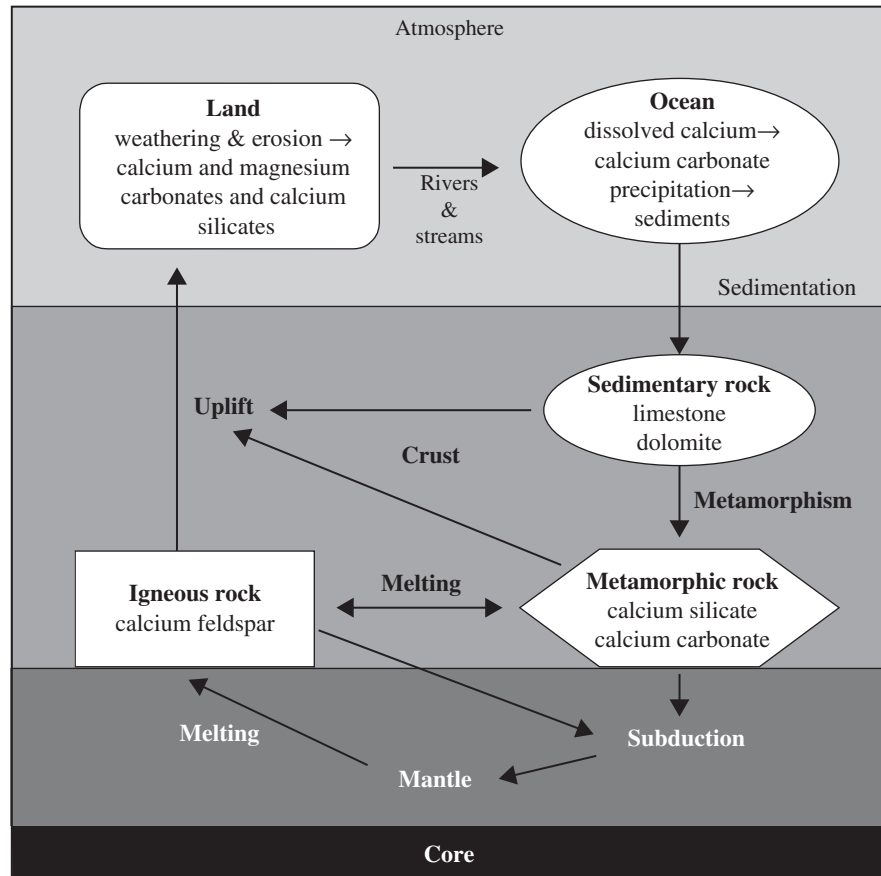 Atmosphere
Land
weathering & erosion →
calcium and magnesium
carbonates and calcium
silicates
Rivers
&
streams
Ocean
dissolved calcium→
calcium carbonate
precipitation→
sediments
Sedimentation
Sedimentary rock
limestone
dolomite
Uplift
Crust
Metamorphism
Igneous rock
calcium feldspar
Melting
Metamorphic rock
calcium silicate
calcium carbonate
Melting
Subduction
Mantle
Core